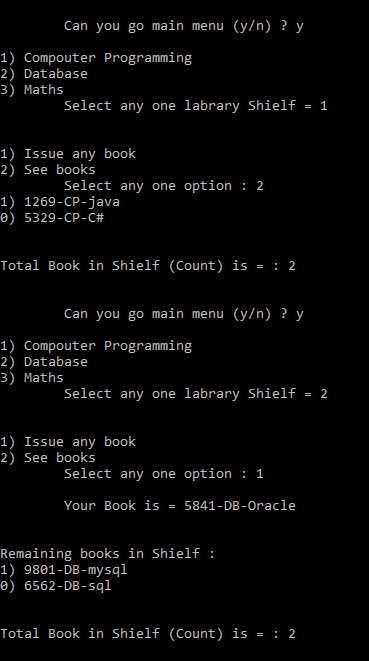 Can you go main menu (y/n) ? y
1) Compouter Programming
2) Database
3) Maths
Select any one labrary Shielf = 1
1) Issue any book
2) See books
Select any one option : 2
1) 1269-CP-java
0) 5329-CP-C#
Total Book in Shielf (Count) is = : 2
Can you go main menu (y/n) ? y
1) Compouter Programming
2) Database
3) Maths
Select any one labrary Shielf = 2
1) Issue any book
2) See books
Select any one option : 1
Your Book is = 5841-DB-Oracle
Remaining books in Shielf :
1) 9801-DB-mysql
0) 6562-DB-sql
Total Book in Shielf (Count) is = : 2